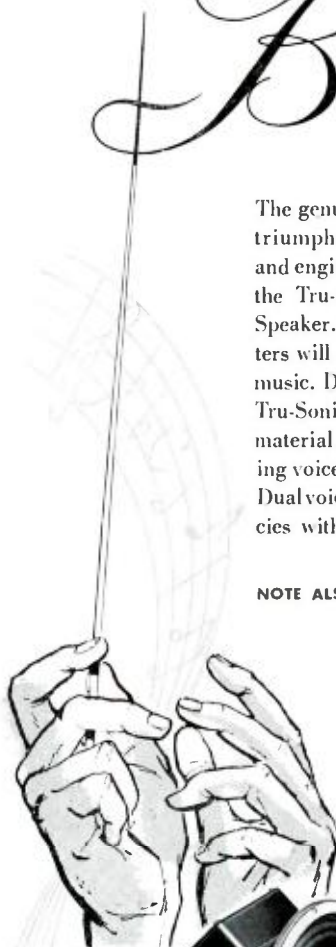 The genu
triumph
and engi
the Tru-
Speaker.
ters will
music. D
Tru-Soni
material
ing voice
Dual voic
cies with
NOTE ALS